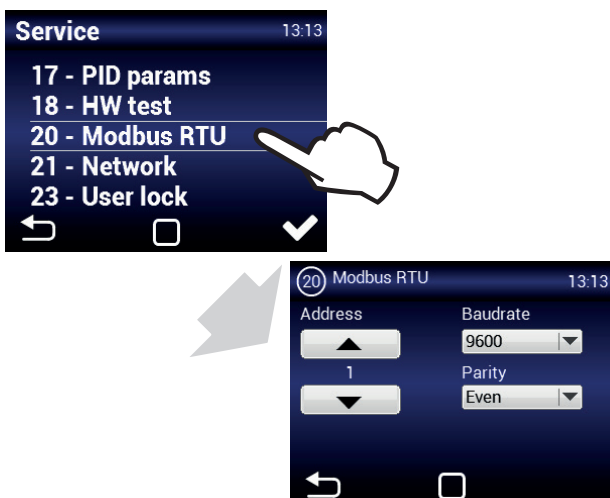 Service 13:13
17 - PID params
18 - HW test
20 - Modbus RTU
21 - Network
23 - User lock
20 Modbus RTU 13:13
Address Baudrate
9600
1 Parity
Even